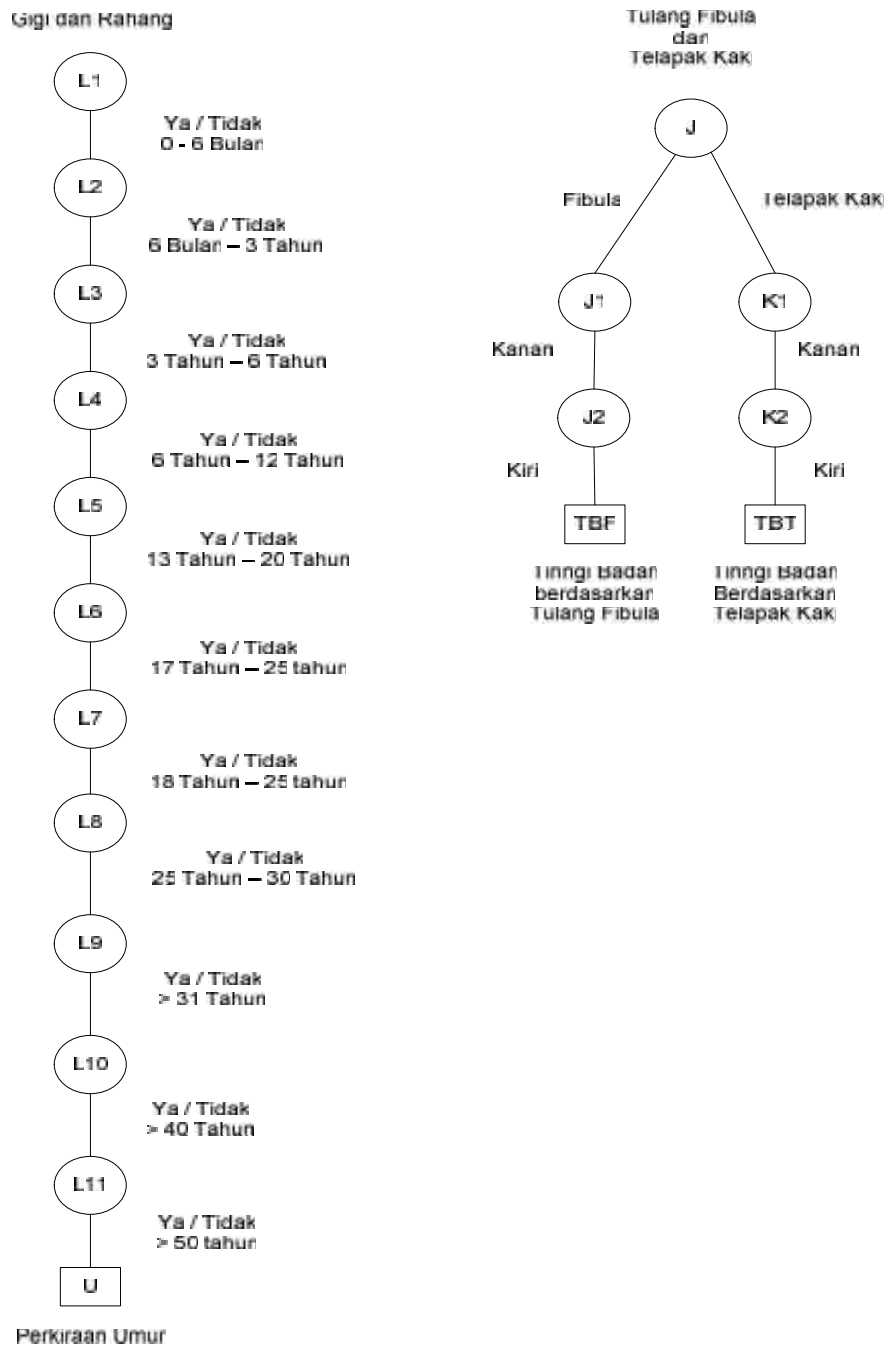 Gigi dan Rahang
L1
Ya / Tidak
0 - 6 Bulan
L2
Ya / Tidak
6 Bulan – 3 Tahun
L3
Ya / Tidak
3 Tahun – 6 Tahun
L4
Ya / Tidak
6 Tahun – 12 Tahun
L5
Ya / Tidak
13 Tahun – 20 Tahun
L6
Ya / Tidak
17 Tahun – 25 tahun
L7
Ya / Tidak
18 Tahun – 25 tahun
L8
Ya / Tidak
25 Tahun – 30 Tahun
L9
Ya / Tidak
> 31 Tahun
L10
Ya / Tidak
> 40 Tahun
L11
Ya / Tidak
> 50 tahun
U
Perkiraan Umur
Tulang Fibula
dan
Telapak Kaki
J
Fibula
Telapak Kaki
J1
K1
Kanan
Kanan
J2
K2
Kiri
Kiri
TBF
TBT
Tinngi Badan
berdasarkan
Tulang Fibula
Tinngi Badan
Berdasarkan
Telapak Kaki